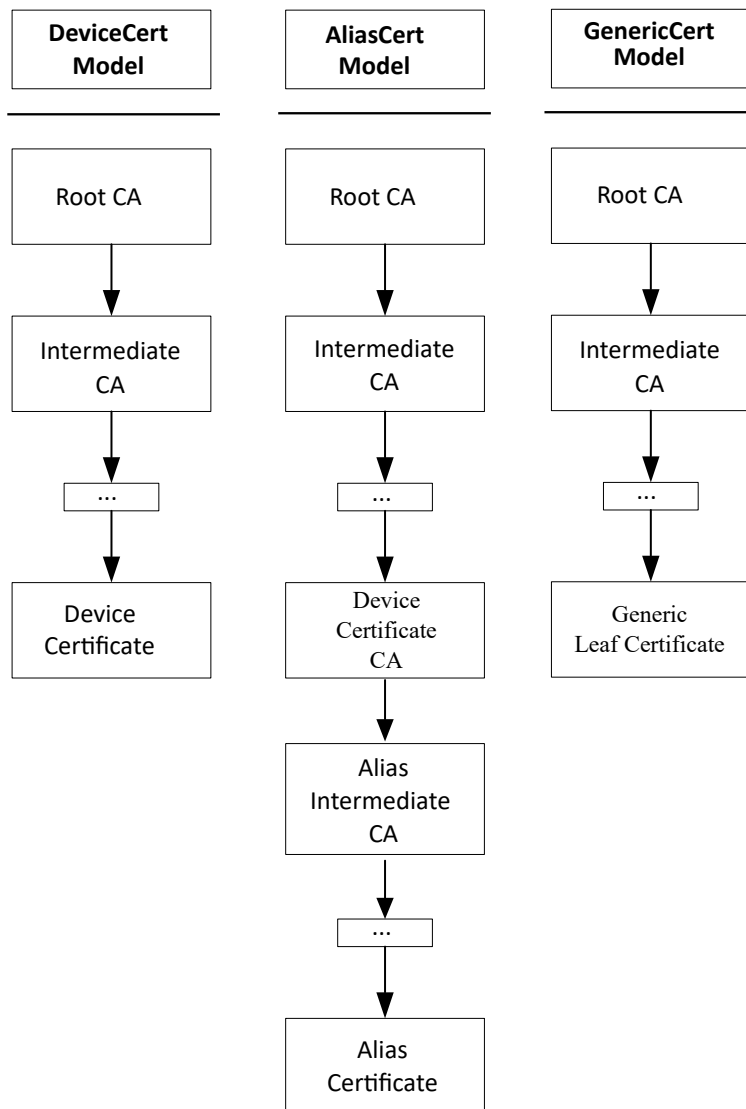 DeviceCert
Model
Root CA
Intermediate
CA
...
Device
Certificate
AliasCert
Model
Root CA
Intermediate
CA
...
Device
Certificate
CA
Alias
Intermediate
CA
...
Alias
Certificate
GenericCert
Model
Root CA
Intermediate
CA
...
Generic
Leaf Certificate